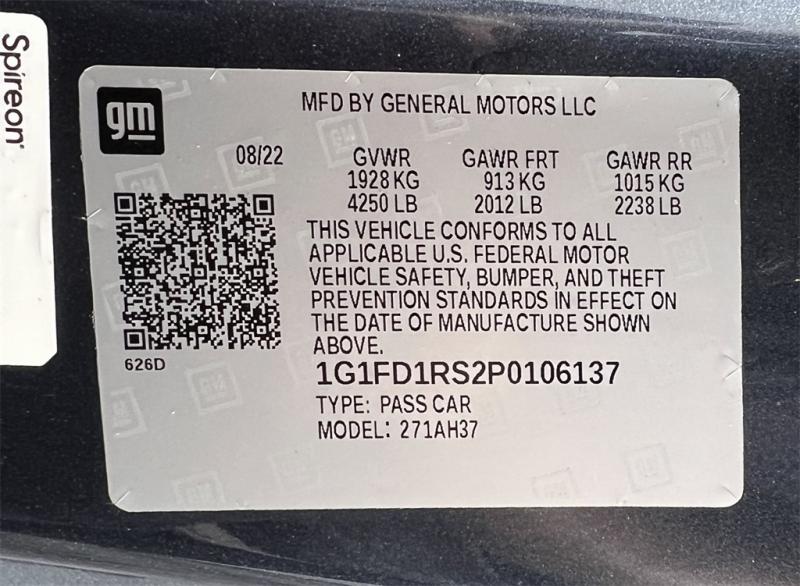 Spireon
gm
MFD BY GENERAL MOTORS LLC
08/22 GVWR GAWR FRT GAWR RR
1928 KG 913 KG 1015 KG
4250 LB 2012 LB 2238 LB
THIS VEHICLE CONFORMS TO ALL
APPLICABLE U.S. FEDERAL MOTOR
VEHICLE SAFETY, BUMPER, AND THEFT
PREVENTION STANDARDS IN EFFECT ON
THE DATE OF MANUFACTURE SHOWN
ABOVE.
626D
1G1FD1RS2P0106137
TYPE: PASS CAR
MODEL: 271AH37